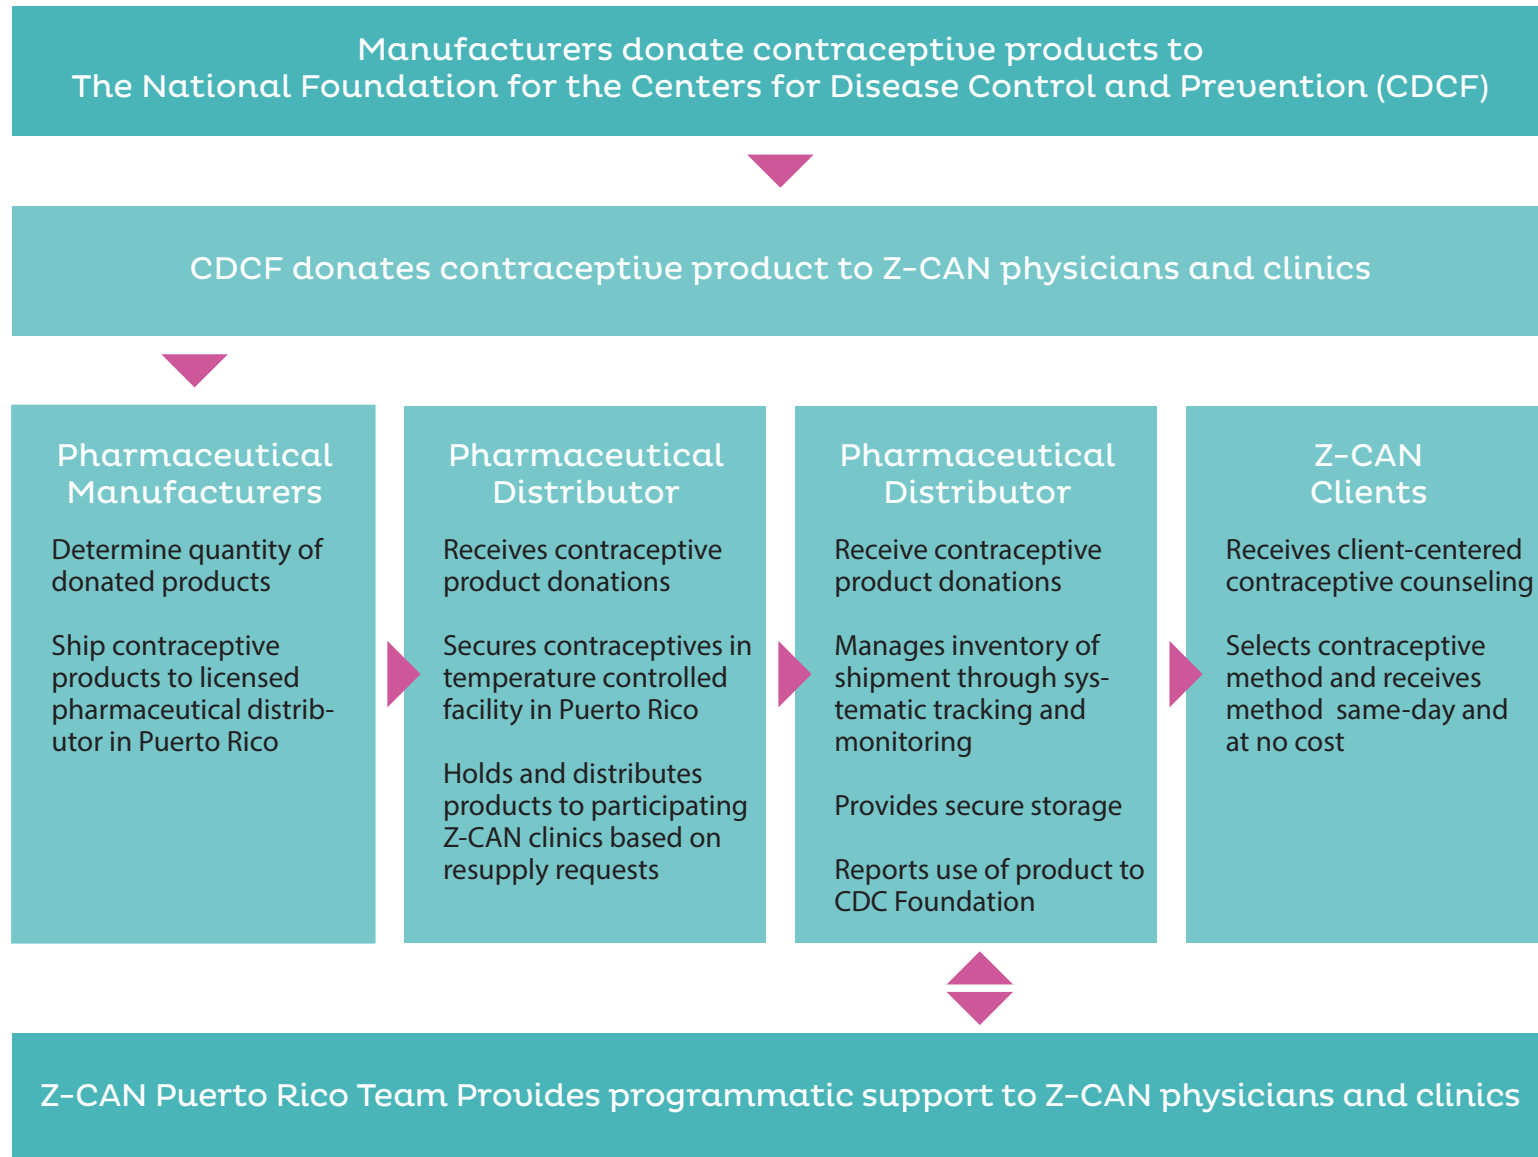 Manufacturers donate contraceptive products to
The National Foundation for the Centers for Disease Control and Prevention (CDCF)
CDCF donates contraceptive product to Z-CAN physicians and clinics
Pharmaceutical
Manufacturers
Determine quantity of
donated products
Ship contraceptive
products to licensed
pharmaceutical distrib-
utor in Puerto Rico
Pharmaceutical
Distributor
Receives contraceptive
product donations
Secures contraceptives in
temperature controlled
facility in Puerto Rico
Holds and distributes
products to participating
Z-CAN clinics based on
resupply requests
Pharmaceutical
Distributor
Receive contraceptive
product donations
Manages inventory of
shipment through sys-
tematic tracking and
monitoring
Provides secure storage
Reports use of product to
CDC Foundation
Z-CAN
Clients
Receives client-centered
contraceptive counseling
Selects contraceptive
method and receives
method same-day and
at no cost
Z-CAN Puerto Rico Team Provides programmatic support to Z-CAN physicians and clinics